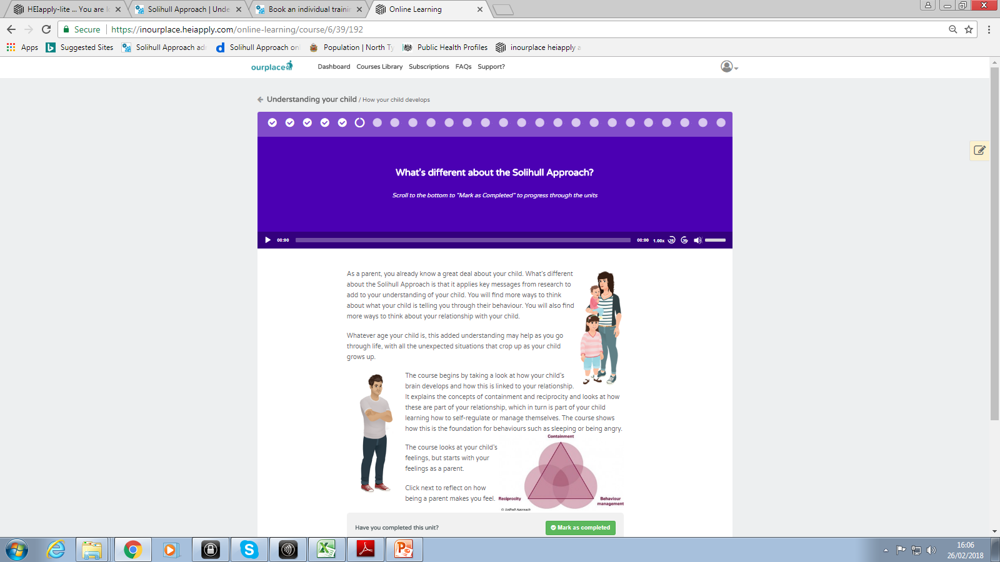 HEIapply-lite ... You are l
Solihull Approach | Unde
Book an individual trainin
Online Learning
Secure
https://inourplace.heiapply.com/online-learning/course/6/39/192
Apps
Suggested Sites
Solihull Approach ad
Solihull Approach onl
Population | North Ty
Public Health Profiles
inourplace heiapply a
ourplace
Dashboard
Courses Library
Subscriptions
FAQs
Support?
Understanding your child / How your child develops
What's different about the Solihull Approach?
Scroll to the bottom to "Mark as Completed" to progress through the units
00:00
00:00
1.00x
30
30
As a parent, you already know a great deal about your child. What's different
about the Solihull Approach is that it applies key messages from research to
add to your understanding of your child. You will find more ways to think
about what your child is telling you through their behaviour. You will also find
more ways to think about your relationship with your child.
Whatever age your child is, this added understanding may help as you go
through life, with all the unexpected situations that crop up as your child
grows up.
The course begins by taking a look at how your child's
brain develops and how this is linked to your relationship.
It explains the concepts of containment and reciprocity and looks at how
these are part of your relationship, which in turn is part of your child
learning how to self-regulate or manage themselves. The course shows
how this is the foundation for behaviours such as sleeping or being angry.
The course looks at your child's
feelings, but starts with your
feelings as a parent.
Click next to reflect on how
being a parent makes you feel.
Containment
Reciprocity
Behaviour
management
© Solihull Approach
Have you completed this unit?
Mark as completed
16:06
26/02/2018